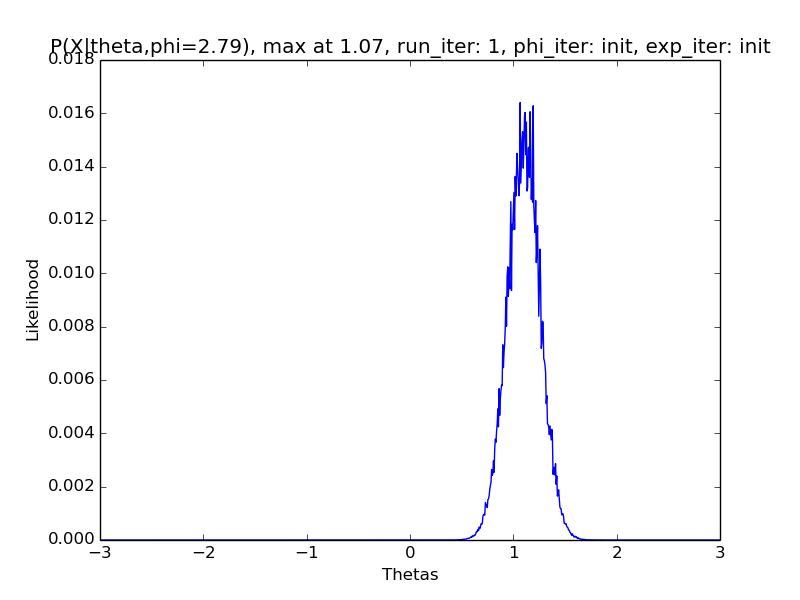 P(X|theta,phi=2.79), max at 1.07, run_iter: 1, phi_iter: init, exp_iter: init
0.018
0.016
0.014
0.012
0.010
0.008
0.006
0.004
0.002
0.000
Likelihood
−3 −2 −1 0 1 2 3
Thetas